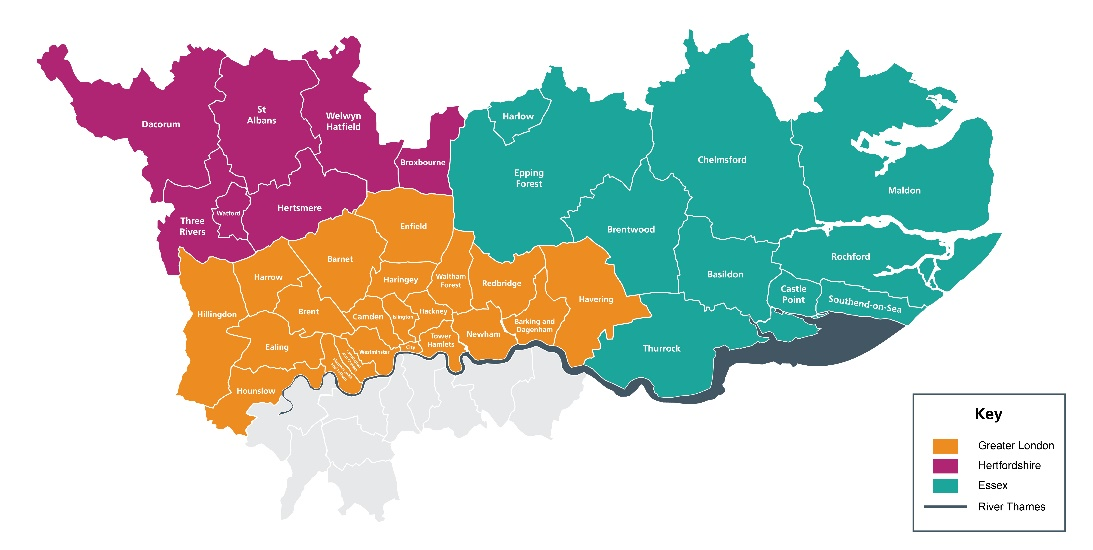 Dacorum
St
Albans
Welwyn
Hatfield
Broxbourne
Three
Rivers
Watford
Hertsmere
Harlow
Epping
Forest
Chelmsford
Maldon
Brentwood
Basildon
Rochford
Castle
Point
Southend-on-Sea
Thurrock
Enfield
Barnet
Harrow
Haringey
Waltham
Forest
Redbridge
Havering
Hillingdon
Brent
Camden
Islington
Hackney
Ealing
Westminster
City
Tower
Hamlets
Newham
Barking and
Dagenham
Hounslow
Key
Greater London
Hertfordshire
Essex
River Thames